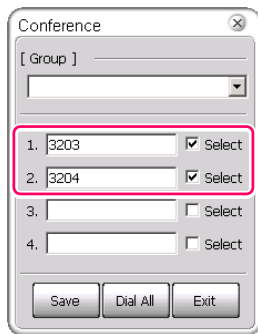 Conference
[ Group ]
1. 3203 Select
2. 3204 Select
3. Select
4. Select
Save Dial All Exit